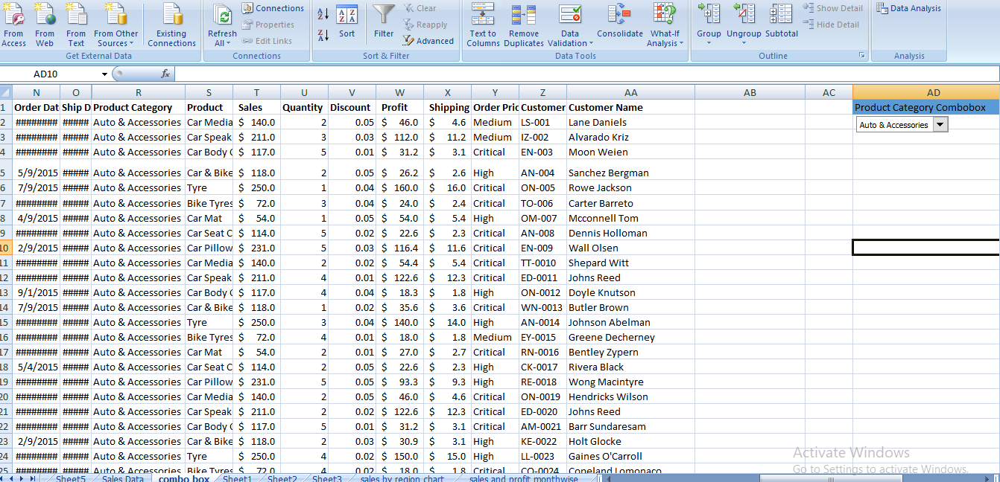 From Access From Web From Text From Other Sources Existing Connections Refresh All Connections Properties Edit Links Sort Filter Clear Reapply Advanced Text to Columns Remove Duplicates Data Validation Consolidate What-If Analysis Group Ungroup Subtotal Show Detail Hide Detail Data Analysis
Get External Data Connections Sort & Filter Data Tools Outline Analysis
AD10 fx
N O R S T U V W X Y Z AA AB AC AD
1 Order Dat Ship D Product Category Product Sales Quantity Discount Profit Shipping Order Pric Customer Customer Name Product Category Combobox
2 ######## ##### Auto & Accessories Car Media $ 140.0 2 0.05 $ 46.0 $ 4.6 Medium LS-001 Lane Daniels Auto & Accessories
3 ######## ##### Auto & Accessories Car Speak $ 211.0 3 0.03 $ 112.0 $ 11.2 Medium IZ-002 Alvarado Kriz
4 ######## ##### Auto & Accessories Car Body C $ 117.0 5 0.01 $ 31.2 $ 3.1 Critical EN-003 Moon Weien
5 5/9/2015 ##### Auto & Accessories Car & Bike $ 118.0 2 0.05 $ 26.2 $ 2.6 High AN-004 Sanchez Bergman
6 7/9/2015 ##### Auto & Accessories Tyre $ 250.0 1 0.04 $ 160.0 $ 16.0 Critical ON-005 Rowe Jackson
7 ######## ##### Auto & Accessories Bike Tyres $ 72.0 3 0.04 $ 24.0 $ 2.4 Critical TO-006 Carter Barreto
8 4/9/2015 ##### Auto & Accessories Car Mat $ 54.0 1 0.05 $ 54.0 $ 5.4 High OM-007 Mcconnell Tom
9 ######## ##### Auto & Accessories Car Seat C $ 114.0 5 0.02 $ 22.6 $ 2.3 Critical AN-008 Dennis Holloman
10 2/9/2015 ##### Auto & Accessories Car Pillow $ 231.0 5 0.03 $ 116.4 $ 11.6 Critical EN-009 Wall Olsen
11 ######## ##### Auto & Accessories Car Media $ 140.0 2 0.02 $ 54.4 $ 5.4 Critical TT-0010 Shepard Witt
12 ######## ##### Auto & Accessories Car Speak $ 211.0 4 0.01 $ 122.6 $ 12.3 Critical ED-0011 Johns Reed
13 9/1/2015 ##### Auto & Accessories Car Body C $ 117.0 4 0.04 $ 18.3 $ 1.8 High ON-0012 Doyle Knutson
14 7/9/2015 ##### Auto & Accessories Car & Bike $ 118.0 1 0.02 $ 35.6 $ 3.6 Critical WN-0013 Butler Brown
15 ######## ##### Auto & Accessories Tyre $ 250.0 3 0.04 $ 140.0 $ 14.0 High AN-0014 Johnson Abelman
16 ######## ##### Auto & Accessories Bike Tyres $ 72.0 4 0.01 $ 18.0 $ 1.8 Medium EY-0015 Greene Decherney
17 ######## ##### Auto & Accessories Car Mat $ 54.0 2 0.01 $ 27.0 $ 2.7 Critical RN-0016 Bentley Zypern
18 5/4/2015 ##### Auto & Accessories Car Seat C $ 114.0 2 0.05 $ 22.6 $ 2.3 High CK-0017 Rivera Black
19 ######## ##### Auto & Accessories Car Pillow $ 231.0 5 0.05 $ 93.3 $ 9.3 High RE-0018 Wong Macintyre
20 ######## ##### Auto & Accessories Car Media $ 140.0 2 0.05 $ 46.0 $ 4.6 Critical ON-0019 Hendricks Wilson
21 ######## ##### Auto & Accessories Car Speak $ 211.0 2 0.02 $ 122.6 $ 12.3 Critical ED-0020 Johns Reed
22 ######## ##### Auto & Accessories Car Body C $ 117.0 5 0.01 $ 31.2 $ 3.1 Critical AM-0021 Barr Sundaresam
23 2/9/2015 ##### Auto & Accessories Car & Bike $ 118.0 2 0.03 $ 30.9 $ 3.1 High KE-0022 Holt Glocke
24 ######## ##### Auto & Accessories Tyre $ 250.0 4 0.02 $ 150.0 $ 15.0 High LL-0023 Gaines O'Carroll
25 ######## ##### Auto & Accessories Bike Tyres $ 72.0 4 0.02 $ 18.0 $ 1.8 Critical CO-0024 Copeland Lomonaco
Activate Windows
Go to Settings to activate Windows.
Sheet5 Sales Data combo box Sheet1 Sheet2 Sheet3 sales by region chart sales and profit monthwise